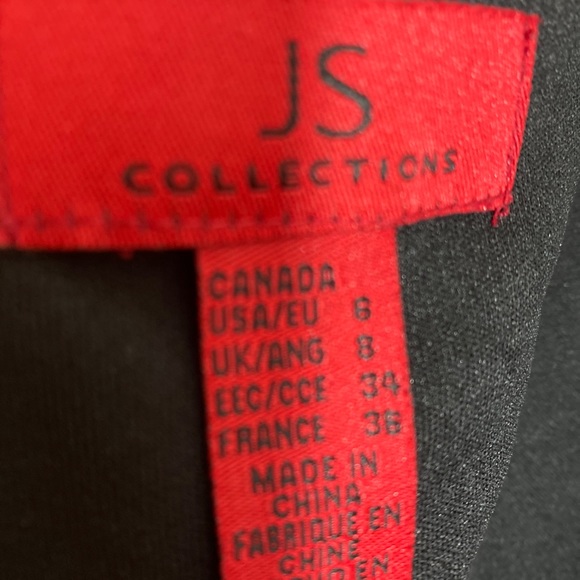 JS
COLLECTIONS
CANADA
USA/EU 6
UK/ANG 8
EEC/CCE 34
FRANCE 36
MADE IN
CHINA
FABRIQUE EN
CHINE